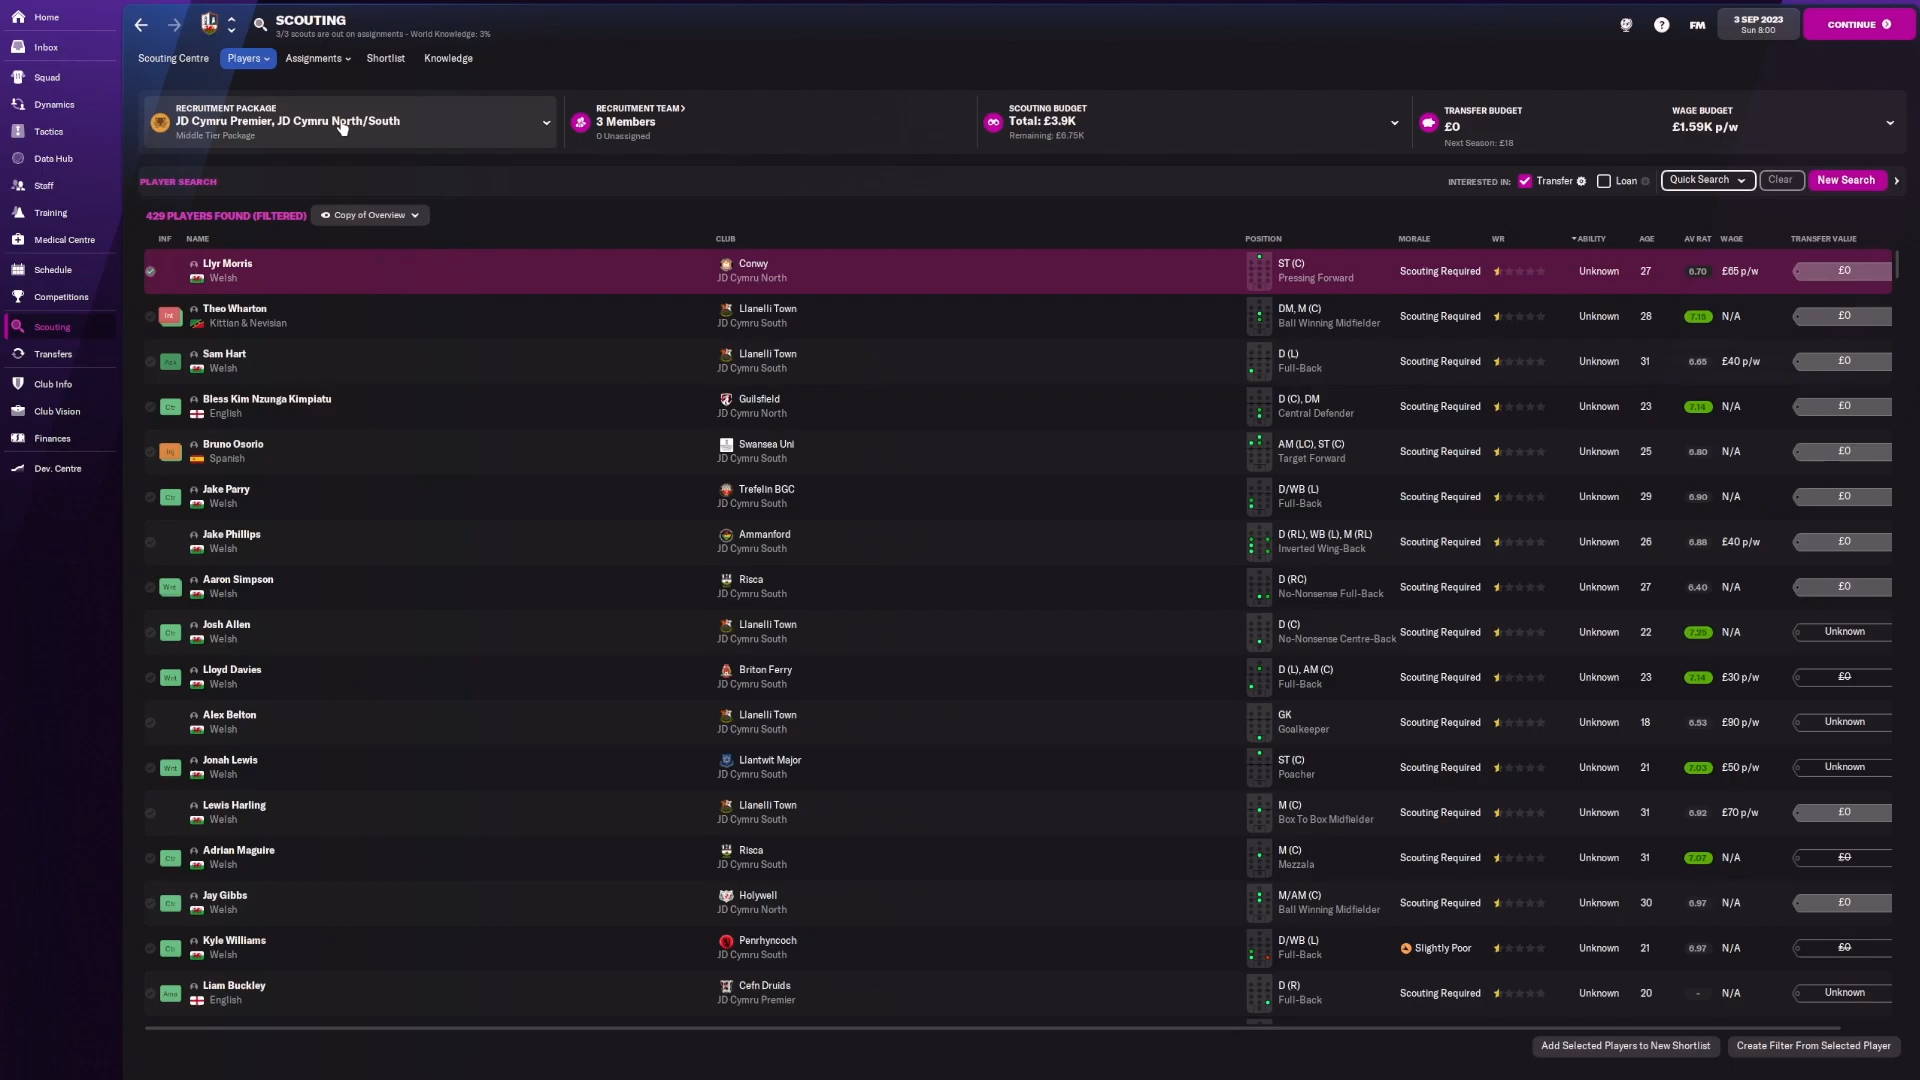 Home
Inbox
Squad
Dynamics
Tactics
Data Hub
Staff
Training
Medical Centre
Schedule
Competitions
Scouting
Transfers
Club Info
Club Vision
Finances
Dev. Centre
SCOUTING
3/3 scouts are out on assignments - World Knowledge: 3%
FM
3 SEP 2023
Sun 8:00
CONTINUE
Scouting Centre
Players
Assignments
Shortlist
Knowledge
RECRUITMENT PACKAGE
JD Cymru Premier, JD Cymru North/South
Middle Tier Package
RECRUITMENT TEAM
3 Members
0 Unassigned
SCOUTING BUDGET
Total: £3.9K
Remaining: £6.75K
TRANSFER BUDGET
£0
Next Season: £18
WAGE BUDGET
£1.59K p/w
PLAYER SEARCH
INTERESTED IN: Transfer Loan Quick Search Clear New Search
429 PLAYERS FOUND (FILTERED) Copy of Overview
INF NAME CLUB POSITION MORALE WR ABILITY AGE AV RAT WAGE TRANSFER VALUE
Llyr Morris Conwy ST (C)
Scouting Required Unknown 27 6.70 £65 p/w £0
Welsh JD Cymru North Pressing Forward
Theo Wharton Llanelli Town DM, M (C)
Int Scouting Required Unknown 28 7.15 N/A £0
Kittian & Nevisian JD Cymru South Ball Winning Midfielder
Sam Hart Llanelli Town D (L)
Scouting Required Unknown 31 6.65 £40 p/w £0
Welsh JD Cymru South Full-Back
Bless Kim Nzunga Kimpiatu Guilsfield D (C), DM
Ctr Scouting Required Unknown 23 7.14 N/A £0
English JD Cymru North Central Defender
Bruno Osorio Swansea Uni AM (LC), ST (C)
Inj Scouting Required Unknown 25 6.80 N/A £0
Spanish JD Cymru South Target Forward
Jake Parry Trefelin BGC D/WB (L)
Ctr Scouting Required Unknown 29 6.90 N/A £0
Welsh JD Cymru South Full-Back
Jake Phillips Ammanford D (RL), WB (L), M (RL)
Scouting Required Unknown 26 6.88 £40 p/w £0
Welsh JD Cymru South Inverted Wing-Back
Aaron Simpson Risca D (RC)
Wnt Scouting Required Unknown 27 6.40 N/A £0
Welsh JD Cymru South No-Nonsense Full-Back
Josh Allen Llanelli Town D (C)
Ctr Scouting Required Unknown 22 7.25 N/A Unknown
Welsh JD Cymru South No-Nonsense Centre-Back
Lloyd Davies Briton Ferry D (L), AM (C)
Wnt Scouting Required Unknown 23 7.14 £30 p/w £0
Welsh JD Cymru South Full-Back
Alex Belton Llanelli Town GK
Scouting Required Unknown 18 6.53 £90 p/w Unknown
Welsh JD Cymru South Goalkeeper
Jonah Lewis Llantwit Major ST (C)
Wnt Scouting Required Unknown 21 7.03 £50 p/w Unknown
Welsh JD Cymru South Poacher
Lewis Harling Llanelli Town M (C)
Scouting Required Unknown 31 6.92 £70 p/w £0
Welsh JD Cymru South Box To Box Midfielder
Adrian Maguire Risca M (C)
Ctr Scouting Required Unknown 31 7.07 N/A £0
Welsh JD Cymru South Mezzala
Jay Gibbs Holywell M/AM (C)
Ctr Scouting Required Unknown 30 6.97 N/A £0
Welsh JD Cymru North Ball Winning Midfielder
Kyle Williams Penrhyncoch D/WB (L)
Ctr Slightly Poor Unknown 21 6.97 N/A £0
Welsh JD Cymru South Full-Back
Liam Buckley Cefn Druids D (R)
Scouting Required Unknown 20 - N/A Unknown
English JD Cymru Premier Full-Back
Add Selected Players to New Shortlist
Create Filter From Selected Player